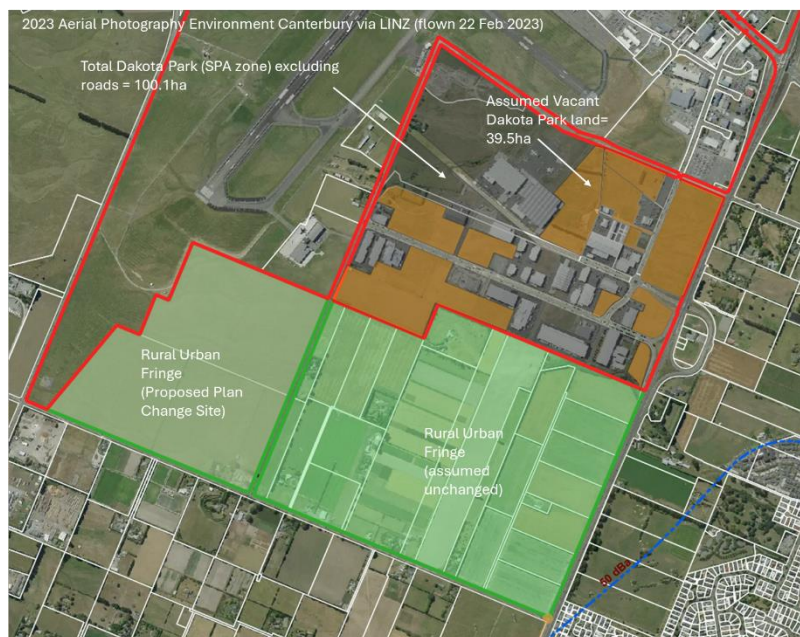 2023 Aerial Photography Environment Canterbury via LINZ (flown 22 Feb 2023)
Total Dakota Park (SPA zone) excluding
roads = 100.1ha
Assumed Vacant
Dakota Park land=
39.5ha
Rural Urban
Fringe
(Proposed Plan
Change Site)
Rural Urban
Fringe
(assumed
unchanged)
50 dBa